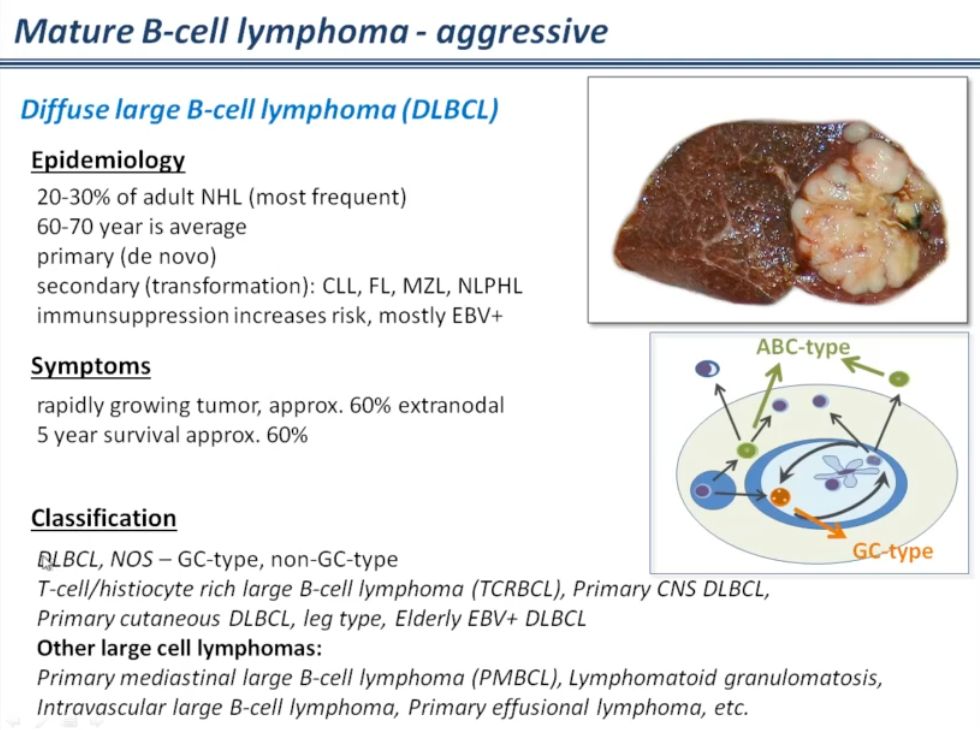 Mature B-cell lymphoma - aggressive
Diffuse large B-cell lymphoma (DLBCL)
Epidemiology
20-30% of adult NHL (most frequent)
60-70 year is average
primary (de novo)
secondary (transformation): CLL, FL, MZL, NLPHL
immunsuppression increases risk, mostly EBV+
Symptoms
rapidly growing tumor, approx. 60% extranodal
5 year survival approx. 60%
ABC-type
GC-type
Classification
DLBCL, NOS – GC-type, non-GC-type
T-cell/histiocyte rich large B-cell lymphoma (TCRBCL), Primary CNS DLBCL,
Primary cutaneous DLBCL, leg type, Elderly EBV+ DLBCL
Other large cell lymphomas:
Primary mediastinal large B-cell lymphoma (PMBCL), Lymphomatoid granulomatosis,
Intravascular large B-cell lymphoma, Primary effusional lymphoma, etc.